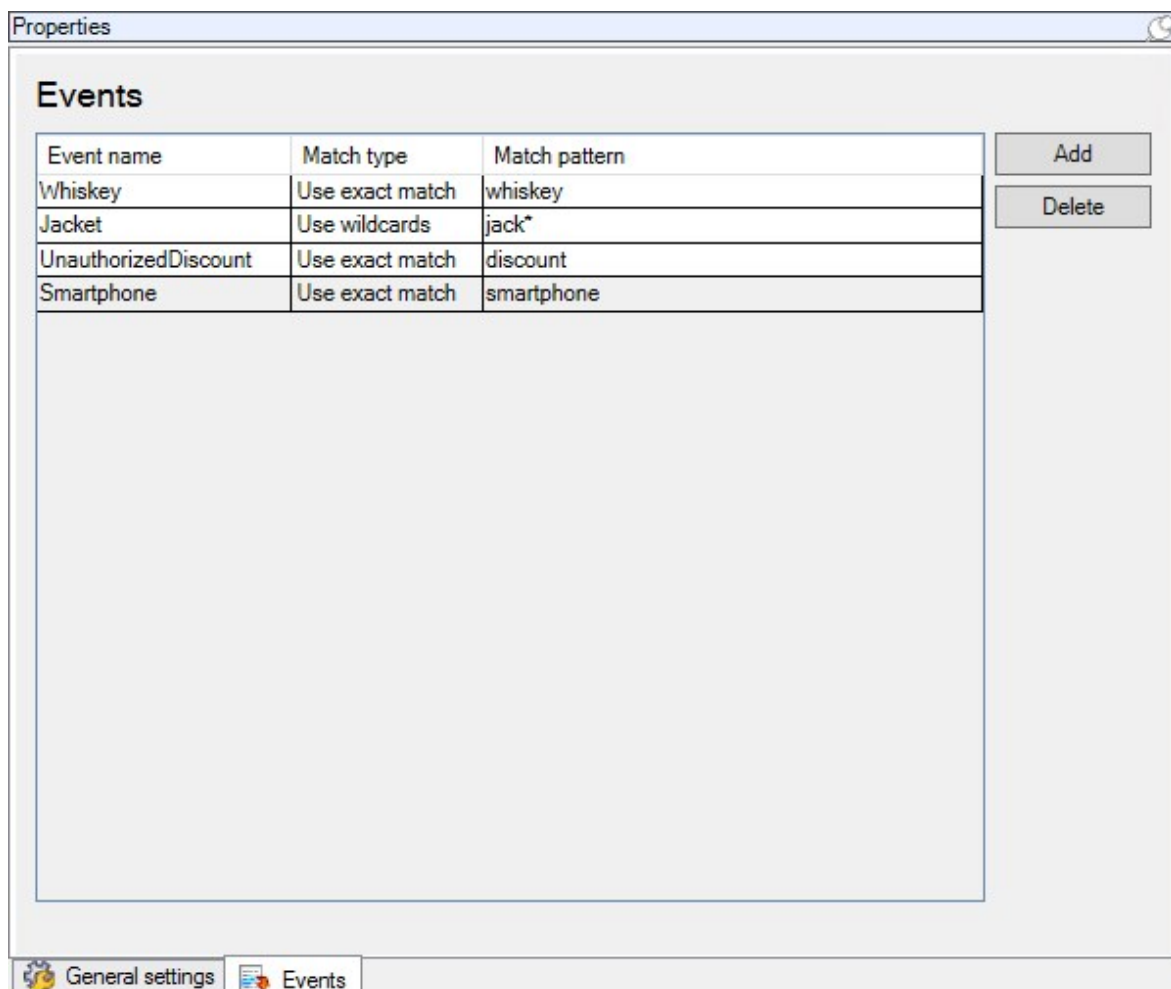 Properties
Events
Event name Match type Match pattern
Add
Whiskey Use exact match whiskey
Delete
Jacket Use wildcards jack*
UnauthorizedDiscount Use exact match discount
Smartphone Use exact match smartphone
General settings Events